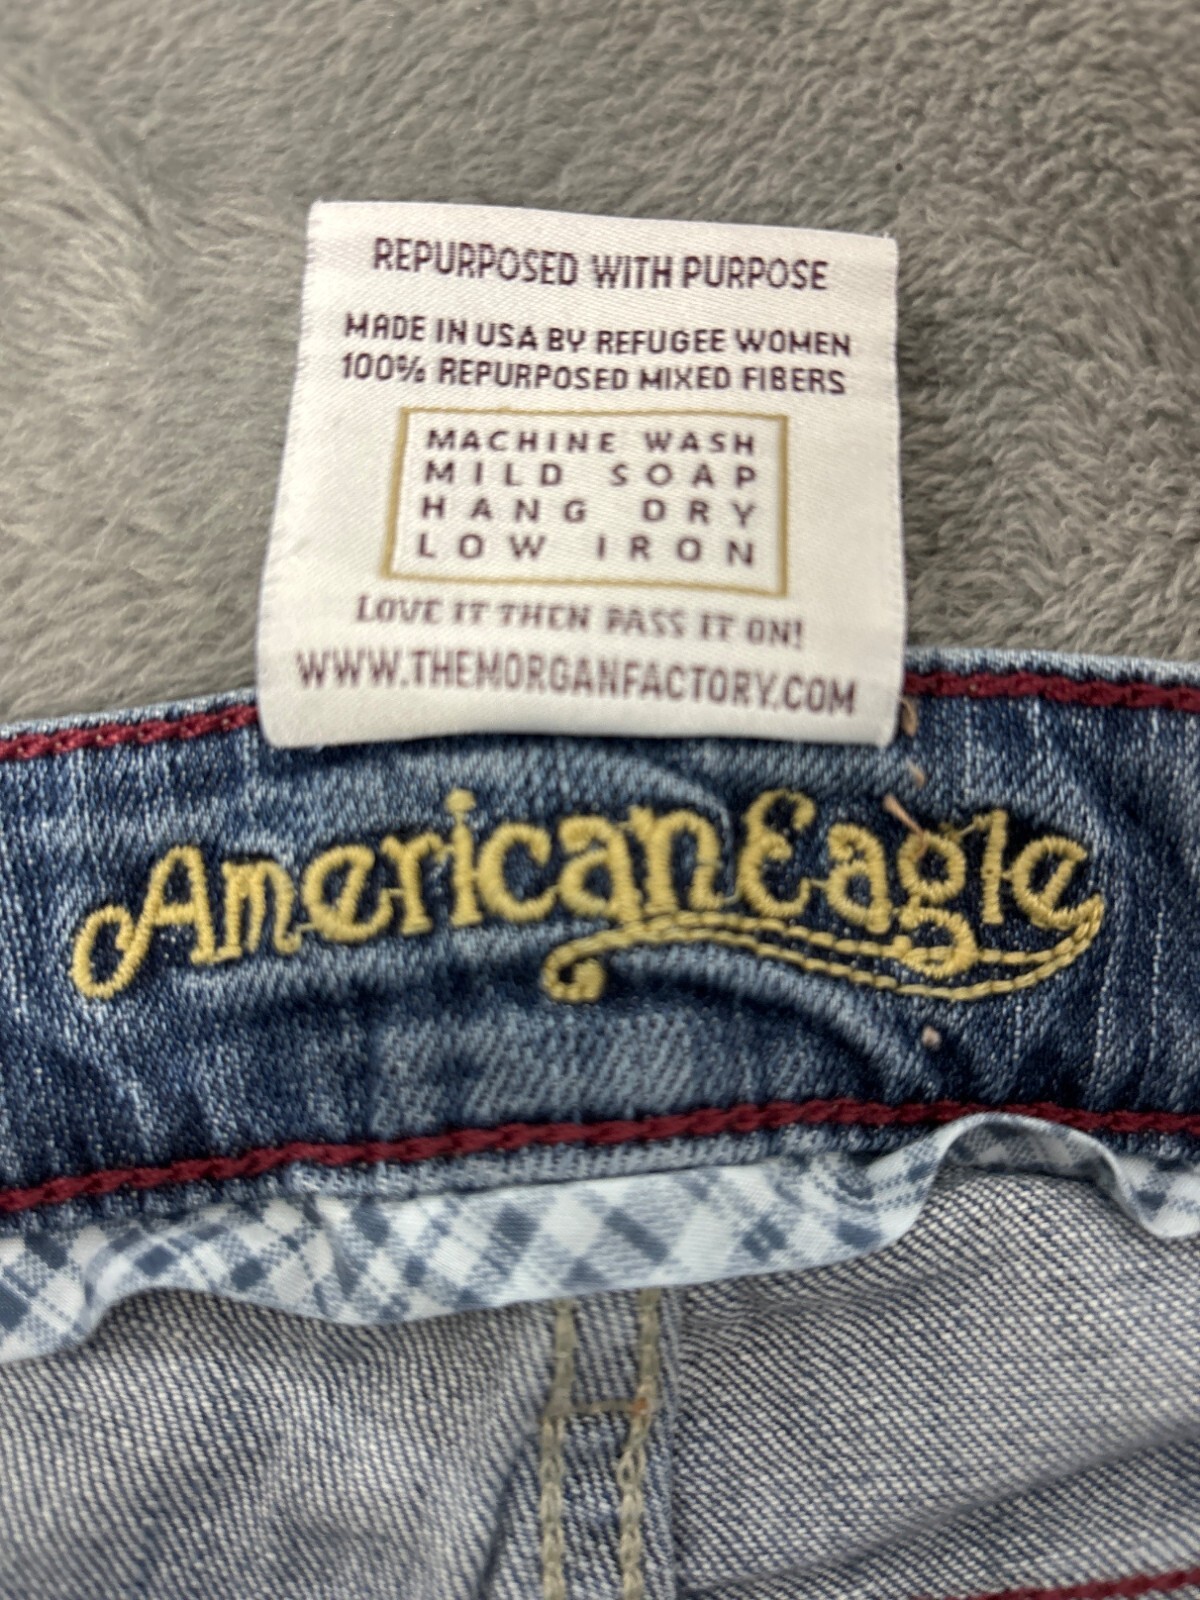 REPURPOSED WITH PURPOSE
MADE IN USA BY REFUGEE WOMEN
100% REPURPOSED MIXED FIBERS
MACHINE WASH
MILD SOAP
HANG DRY
LOW IRON
LOVE IT THEN PASS IT ON!
WWW.THEMORGANFACTORY.COM
AmericanEagle